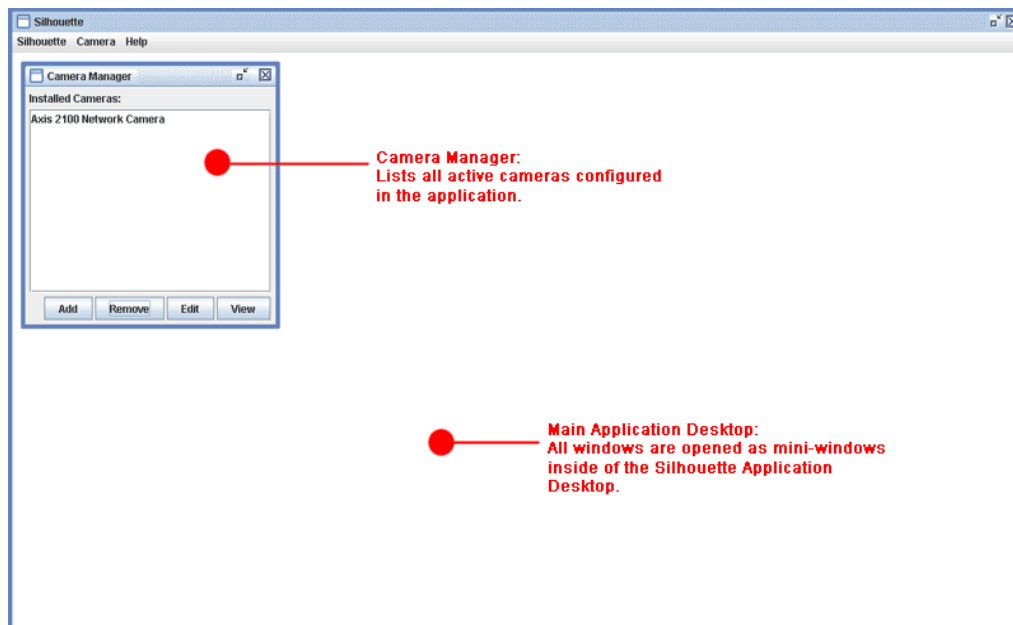 Silhouette
Silhouette Camera Help
Camera Manager
Installed Cameras:
Axis 2100 Network Camera
Camera Manager:
Lists all active cameras configured
in the application.
Add Remove Edit View
Main Application Desktop:
All windows are opened as mini-windows
inside of the Silhouette Application
Desktop.